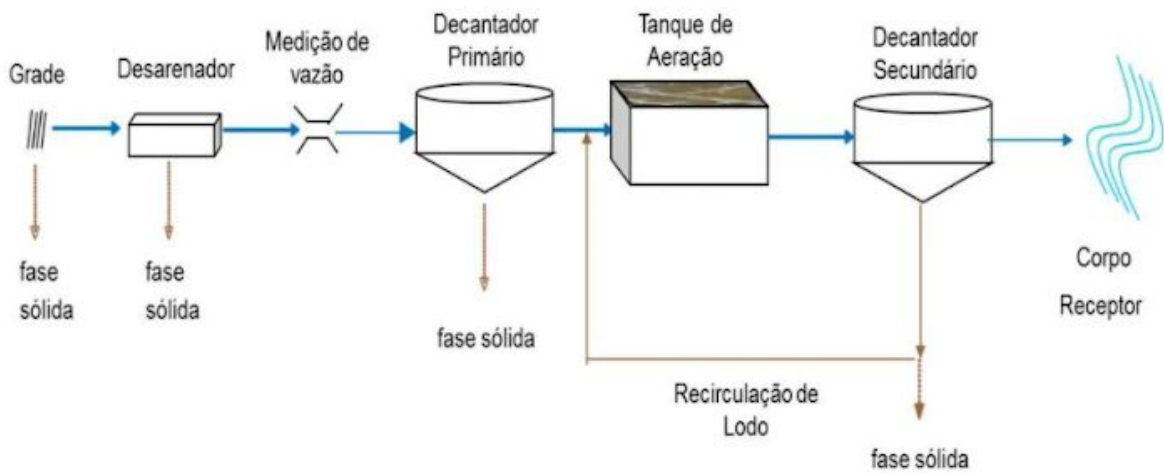 Grade
Desarenador
Medição de
vazão
Decantador
Primário
Tanque de
Aeração
Decantador
Secundário
fase
sólida
fase
sólida
fase sólida
Recirculação de
Lodo
fase sólida
Corpo
Receptor